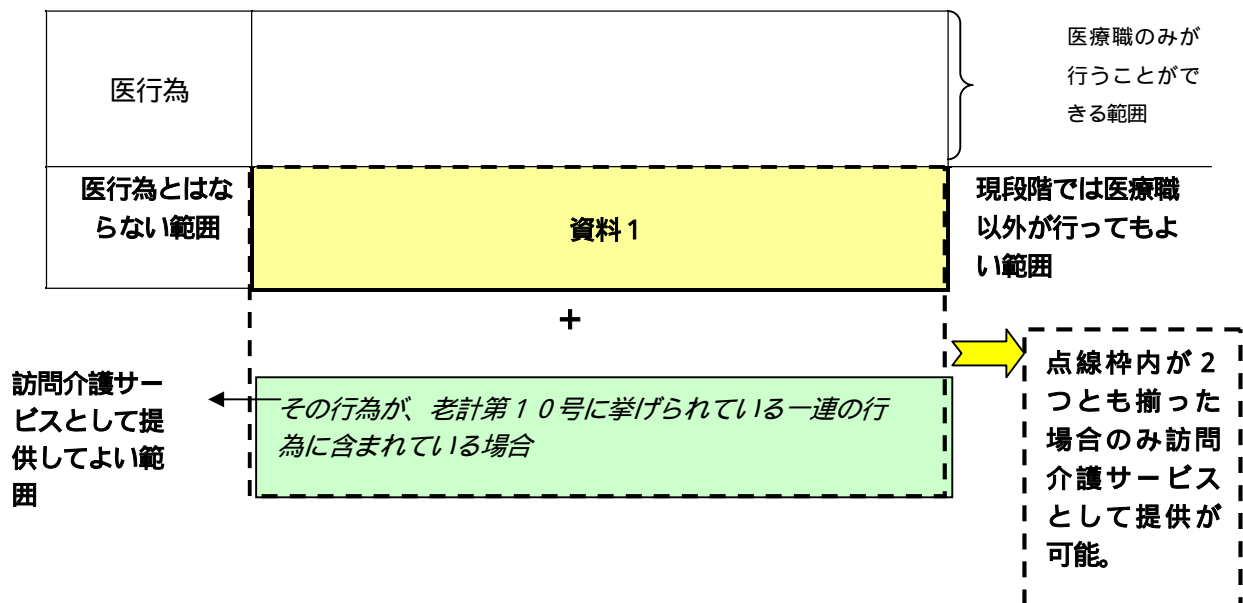 医行為
医療職のみが
行うことがで
きる範囲
医行為とはな
らない範囲
資料1
現段階では医療職
以外が行ってもよ
い範囲
+
訪問介護サー
ビスとして提
供してよい範
囲
その行為が、老計第10号に挙げられている一連の行
為に含まれている場合
点線枠内が2
つとも揃った
場合のみ訪問
介護サービス
として提供が
可能。